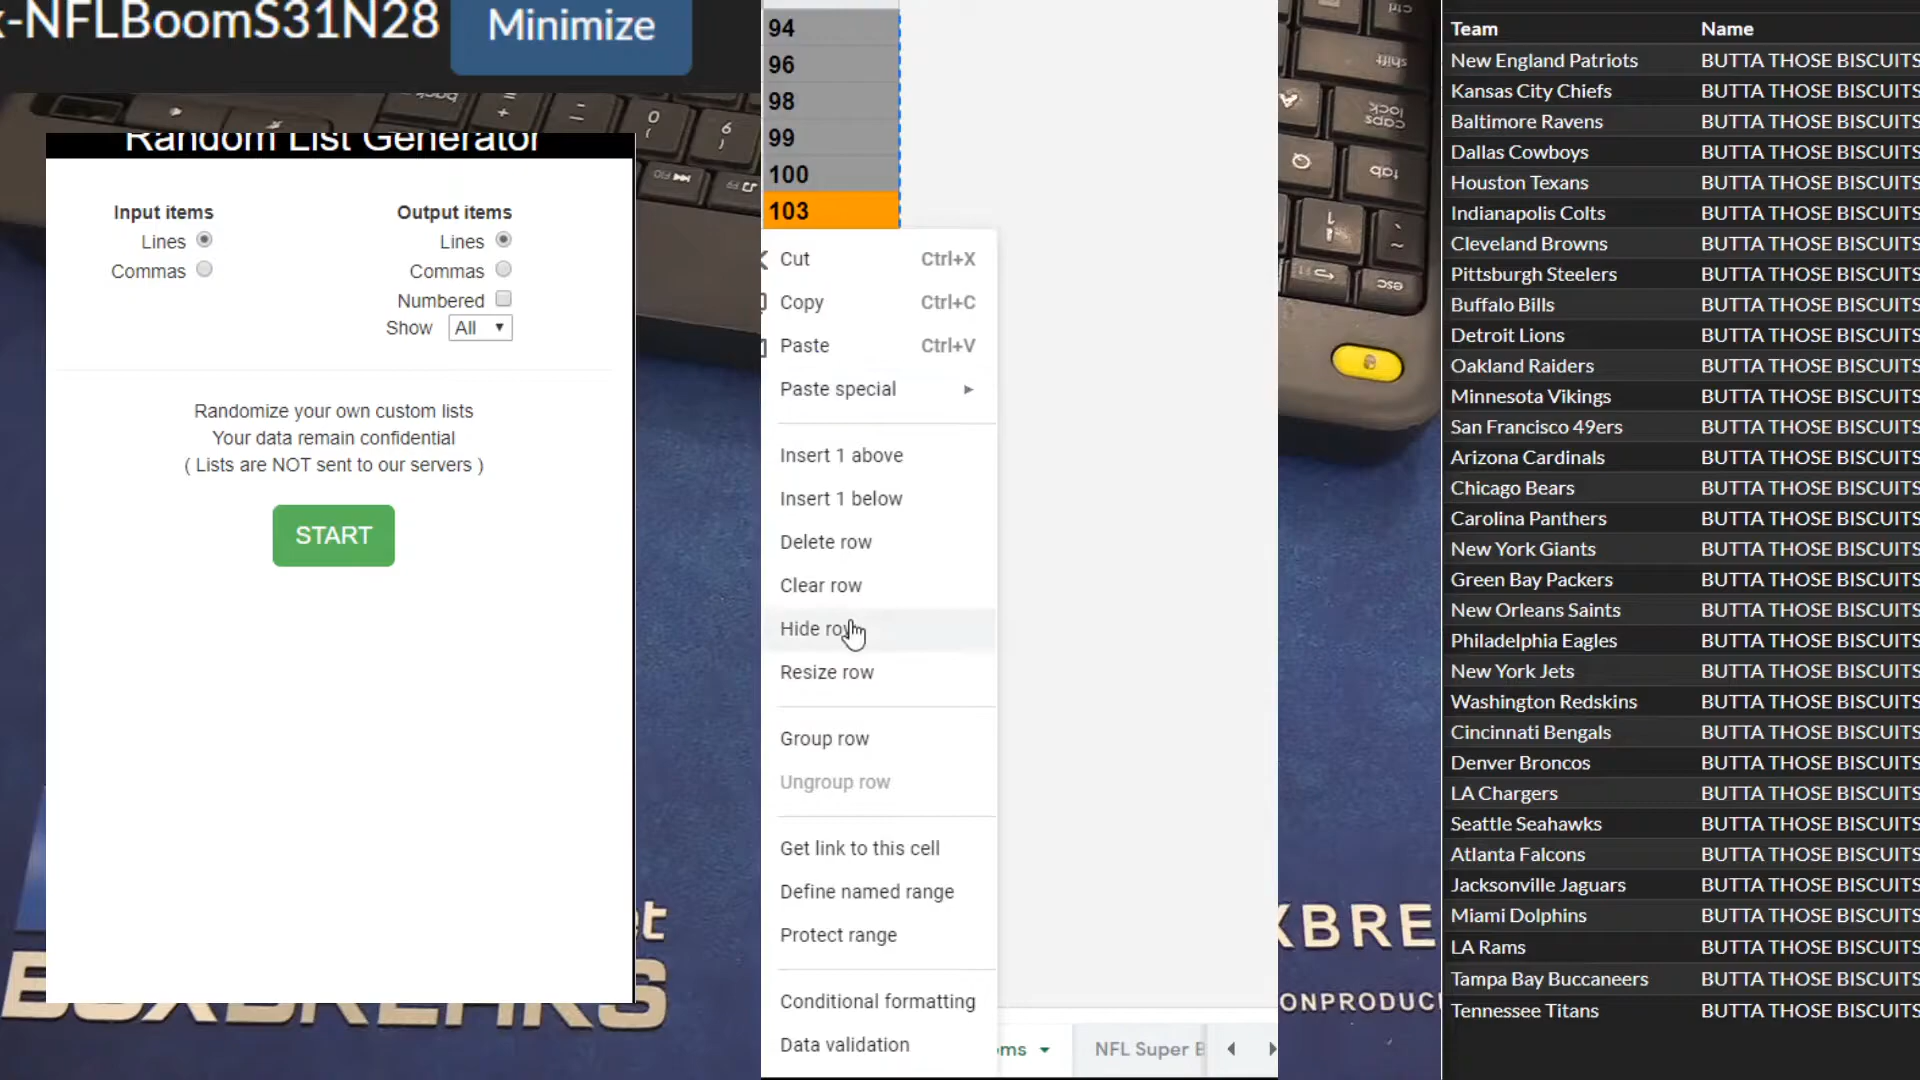 x-NFLBoomS31N28
Minimize
Random List Generator
Input items
Output items
Lines
Lines
Commas
Commas
Numbered
Show
All
Randomize your own custom lists
Your data remain confidential
( Lists are NOT sent to our servers )
START
BOXBREAKS
94
96
98
99
100
103
Cut Ctrl+X
Copy Ctrl+C
Paste Ctrl+V
Paste special
Insert 1 above
Insert 1 below
Delete row
Clear row
Hide row
Resize row
Group row
Ungroup row
Get link to this cell
Define named range
Protect range
Conditional formatting
Data validation
oms
NFL Super B
shift
caps lock
tab
esc
XBRE
ONPRODUC
Team Name
New England Patriots BUTTA THOSE BISCUITS
Kansas City Chiefs BUTTA THOSE BISCUITS
Baltimore Ravens BUTTA THOSE BISCUITS
Dallas Cowboys BUTTA THOSE BISCUITS
Houston Texans BUTTA THOSE BISCUITS
Indianapolis Colts BUTTA THOSE BISCUITS
Cleveland Browns BUTTA THOSE BISCUITS
Pittsburgh Steelers BUTTA THOSE BISCUITS
Buffalo Bills BUTTA THOSE BISCUITS
Detroit Lions BUTTA THOSE BISCUITS
Oakland Raiders BUTTA THOSE BISCUITS
Minnesota Vikings BUTTA THOSE BISCUITS
San Francisco 49ers BUTTA THOSE BISCUITS
Arizona Cardinals BUTTA THOSE BISCUITS
Chicago Bears BUTTA THOSE BISCUITS
Carolina Panthers BUTTA THOSE BISCUITS
New York Giants BUTTA THOSE BISCUITS
Green Bay Packers BUTTA THOSE BISCUITS
New Orleans Saints BUTTA THOSE BISCUITS
Philadelphia Eagles BUTTA THOSE BISCUITS
New York Jets BUTTA THOSE BISCUITS
Washington Redskins BUTTA THOSE BISCUITS
Cincinnati Bengals BUTTA THOSE BISCUITS
Denver Broncos BUTTA THOSE BISCUITS
LA Chargers BUTTA THOSE BISCUITS
Seattle Seahawks BUTTA THOSE BISCUITS
Atlanta Falcons BUTTA THOSE BISCUITS
Jacksonville Jaguars BUTTA THOSE BISCUITS
Miami Dolphins BUTTA THOSE BISCUITS
LA Rams BUTTA THOSE BISCUITS
Tampa Bay Buccaneers BUTTA THOSE BISCUITS
Tennessee Titans BUTTA THOSE BISCUITS